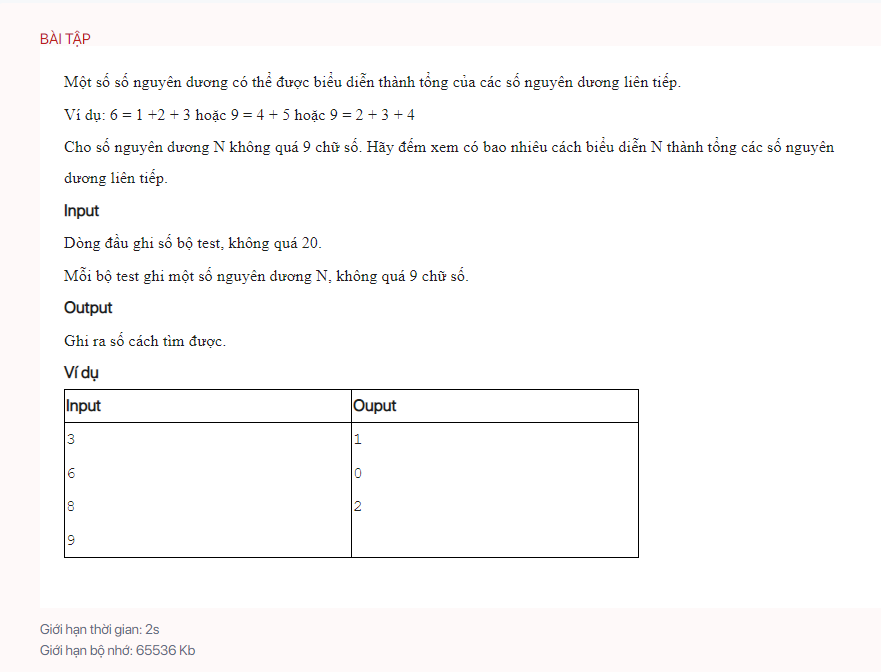 BÀI TẬP
Một số số nguyên dương có thể được biểu diễn thành tổng của các số nguyên dương liên tiếp.
Ví dụ: 6 = 1 +2 + 3 hoặc 9 = 4 + 5 hoặc 9 = 2 + 3 + 4
Cho số nguyên dương N không quá 9 chữ số. Hãy đếm xem có bao nhiêu cách biểu diễn N thành tổng các số nguyên
dương liên tiếp.
Input
Dòng đầu ghi số bộ test, không quá 20.
Mỗi bộ test ghi một số nguyên dương N, không quá 9 chữ số.
Output
Ghi ra số cách tìm được.
Ví dụ
Input Ouput
3 1
6 0
8 2
9
Giới hạn thời gian: 2s
Giới hạn bộ nhớ: 65536 Kb